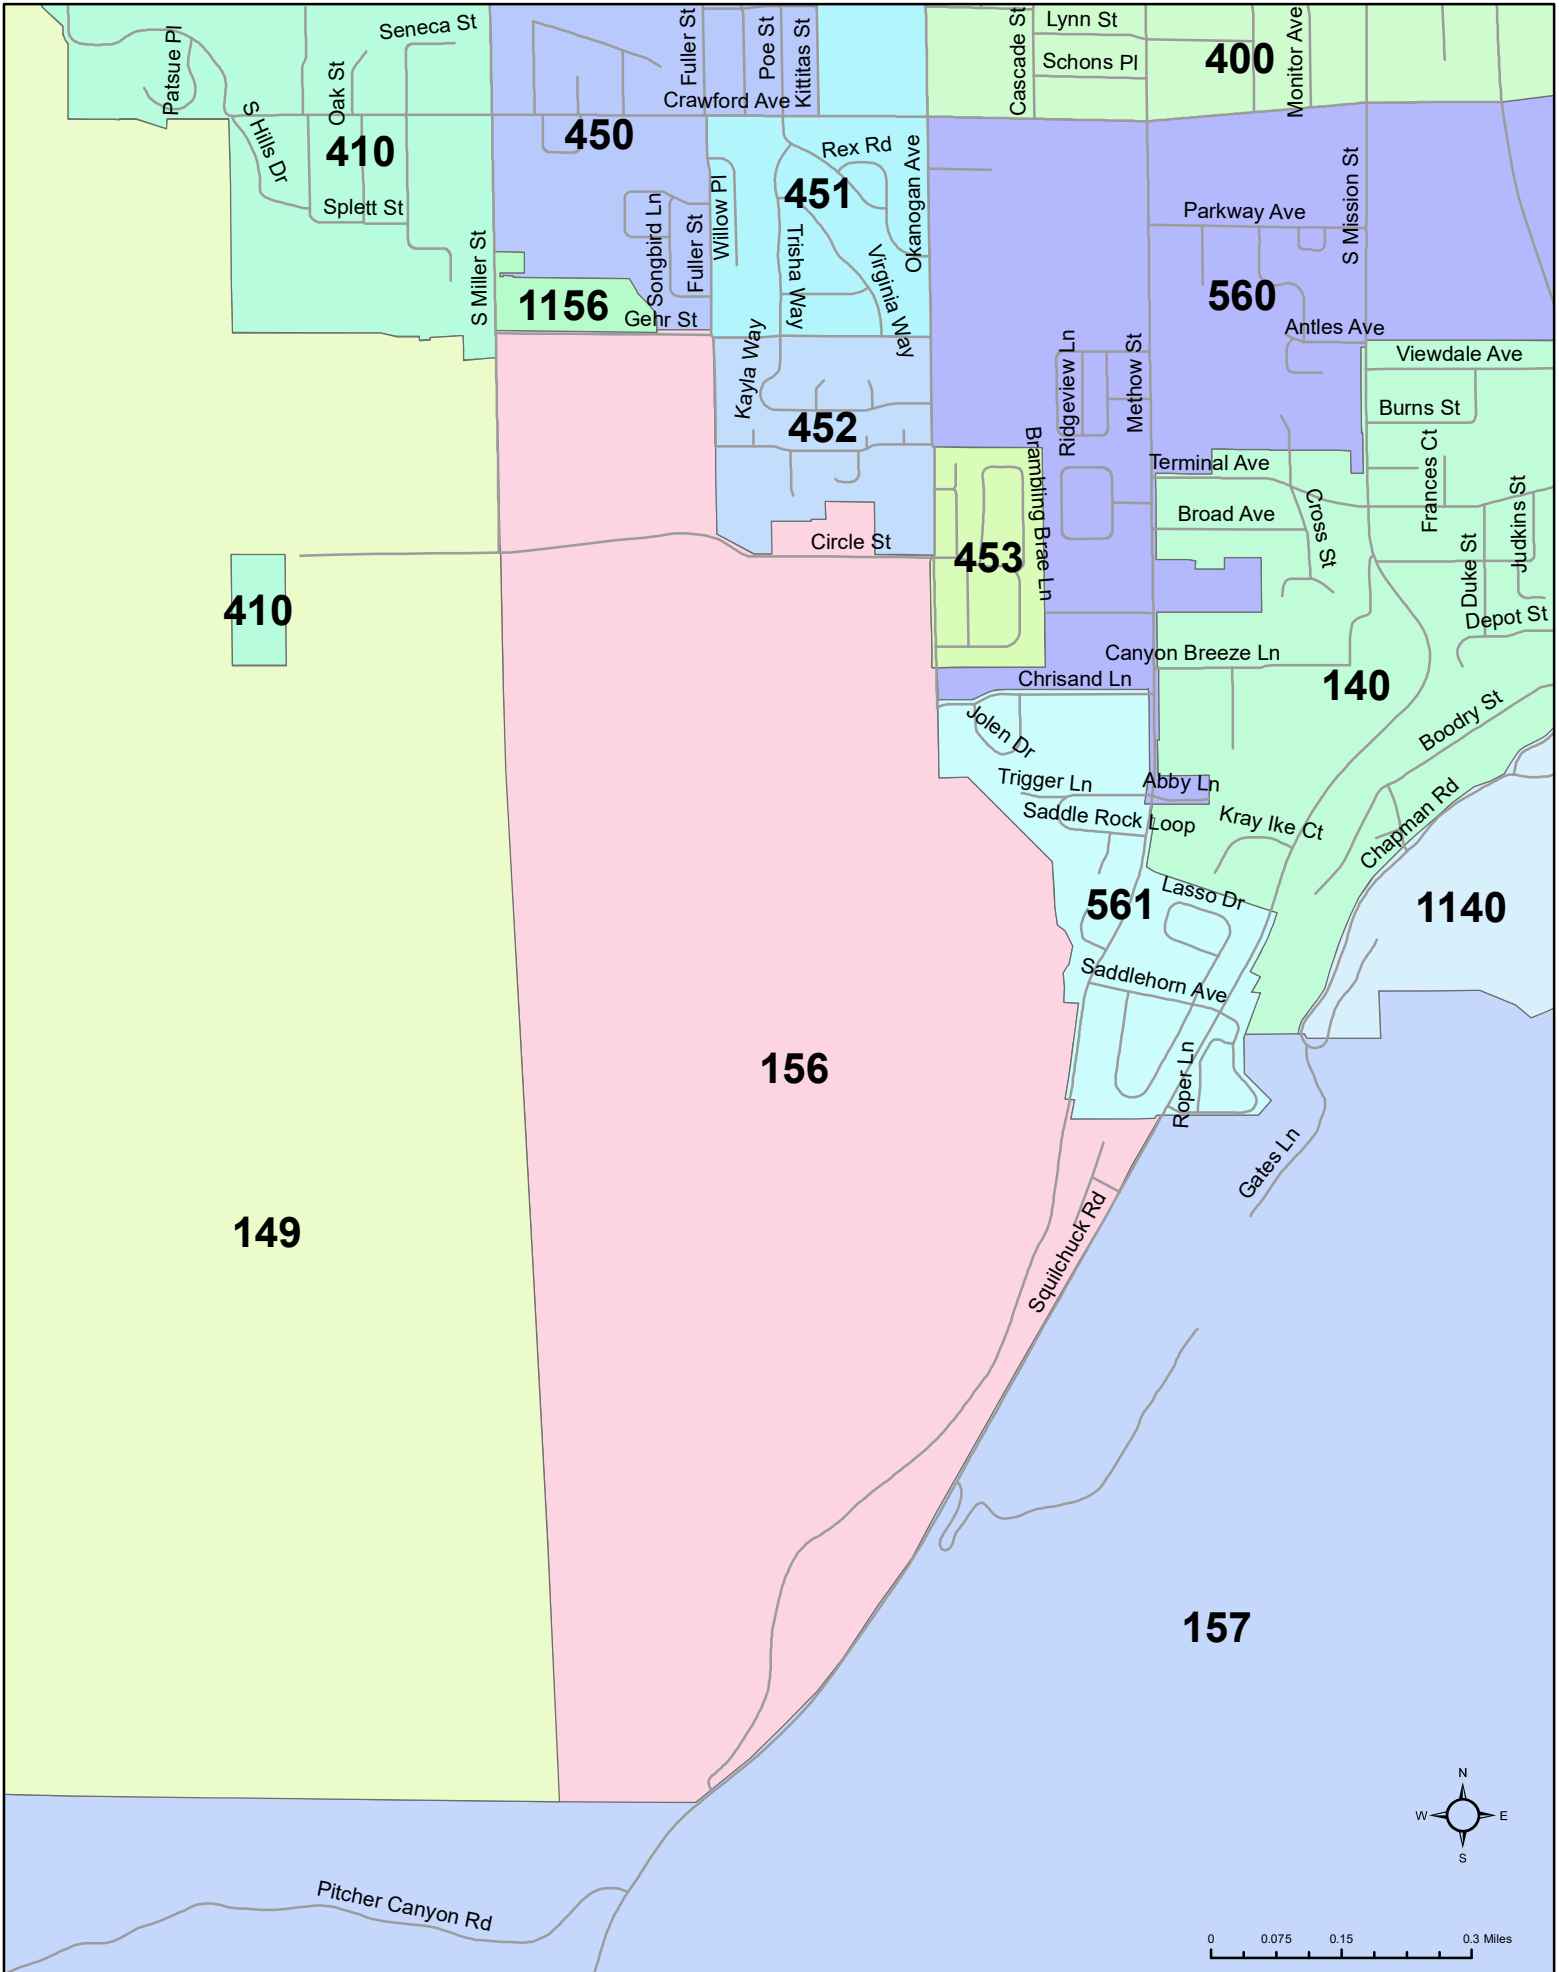 Seneca St
Patsue Pl
Oak St
S Hills Dr
410
Splett St
S Miller St
Fuller St
Poe St
Kittitas St
Crawford Ave
450
Cascade St
Lynn St
Schons Pl
400
Monitor Ave
Rex Rd
451
Okanogan Ave
Willow Pl
Songbird Ln
Fuller St
Trisha Way
Virginia Way
1156
Gehr St
Parkway Ave
S Mission St
560
Antles Ave
Viewdale Ave
Kayla Way
452
Ridgeview Ln
Methow St
Burns St
Frances Ct
Brambling Brae Ln
Terminal Ave
Broad Ave
Cross St
Judkins St
Duke St
Circle St
453
410
Depot St
Canyon Breeze Ln
140
Chrisand Ln
Jolen Dr
Boodry St
Trigger Ln
Abby Ln
Saddle Rock Loop
Kray Ike Ct
Chapman Rd
561
Lasso Dr
1140
Saddlehorn Ave
156
Roper Ln
Gates Ln
149
Squilchuck Rd
157
Pitcher Canyon Rd
N
W E
S
0 0.075 0.15 0.3 Miles